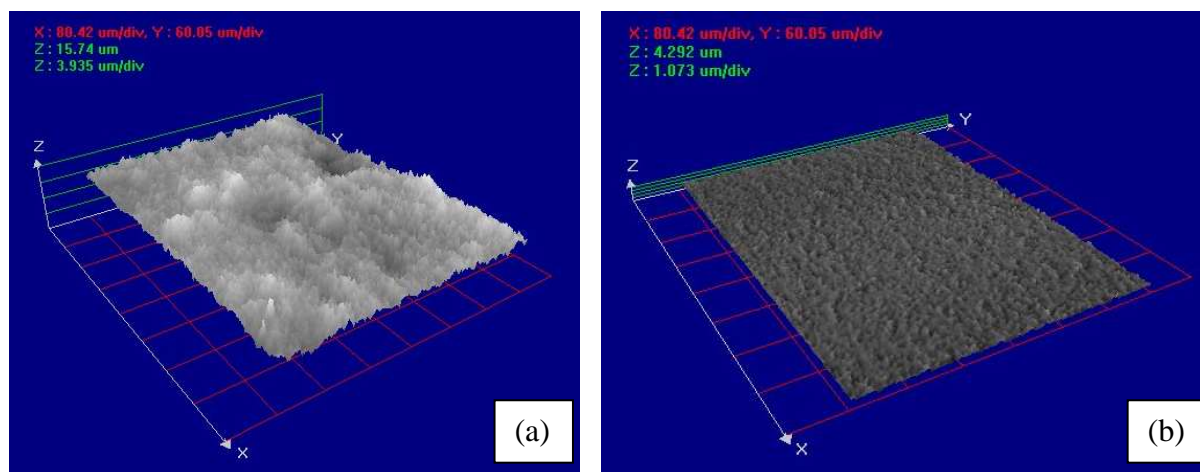 X : 80.42 um/div, Y : 60.05 um/div
Z : 15.74 um
Z : 3.935 um/div
Z
Y
X
(a)
X : 80.42 um/div, Y : 60.05 um/div
Z : 4.292 um
Z : 1.073 um/div
Y
Z
X
(b)